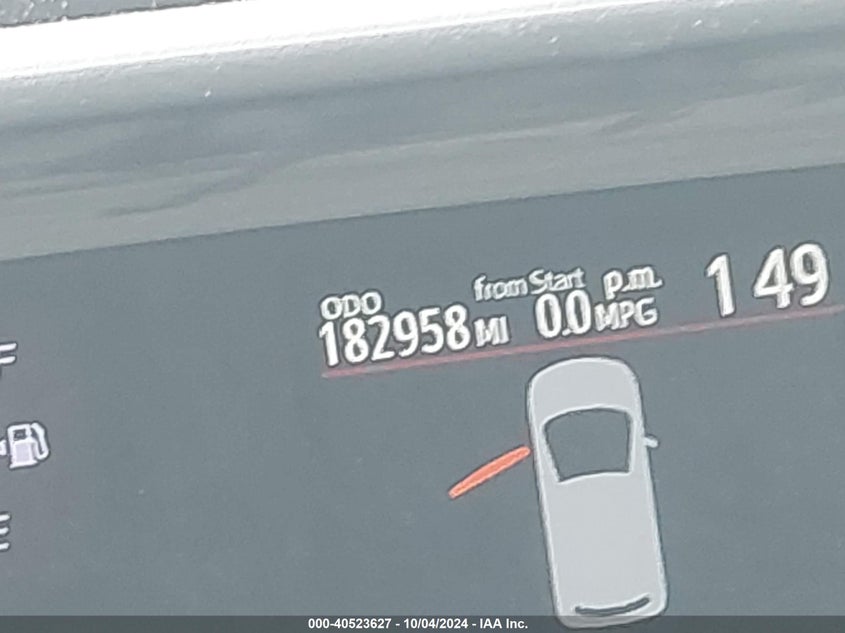 ODO from Start p.m. 1 49
182958 MI 0.0 MPG
F
E
000-40523627 - 10/04/2024 - IAA Inc.